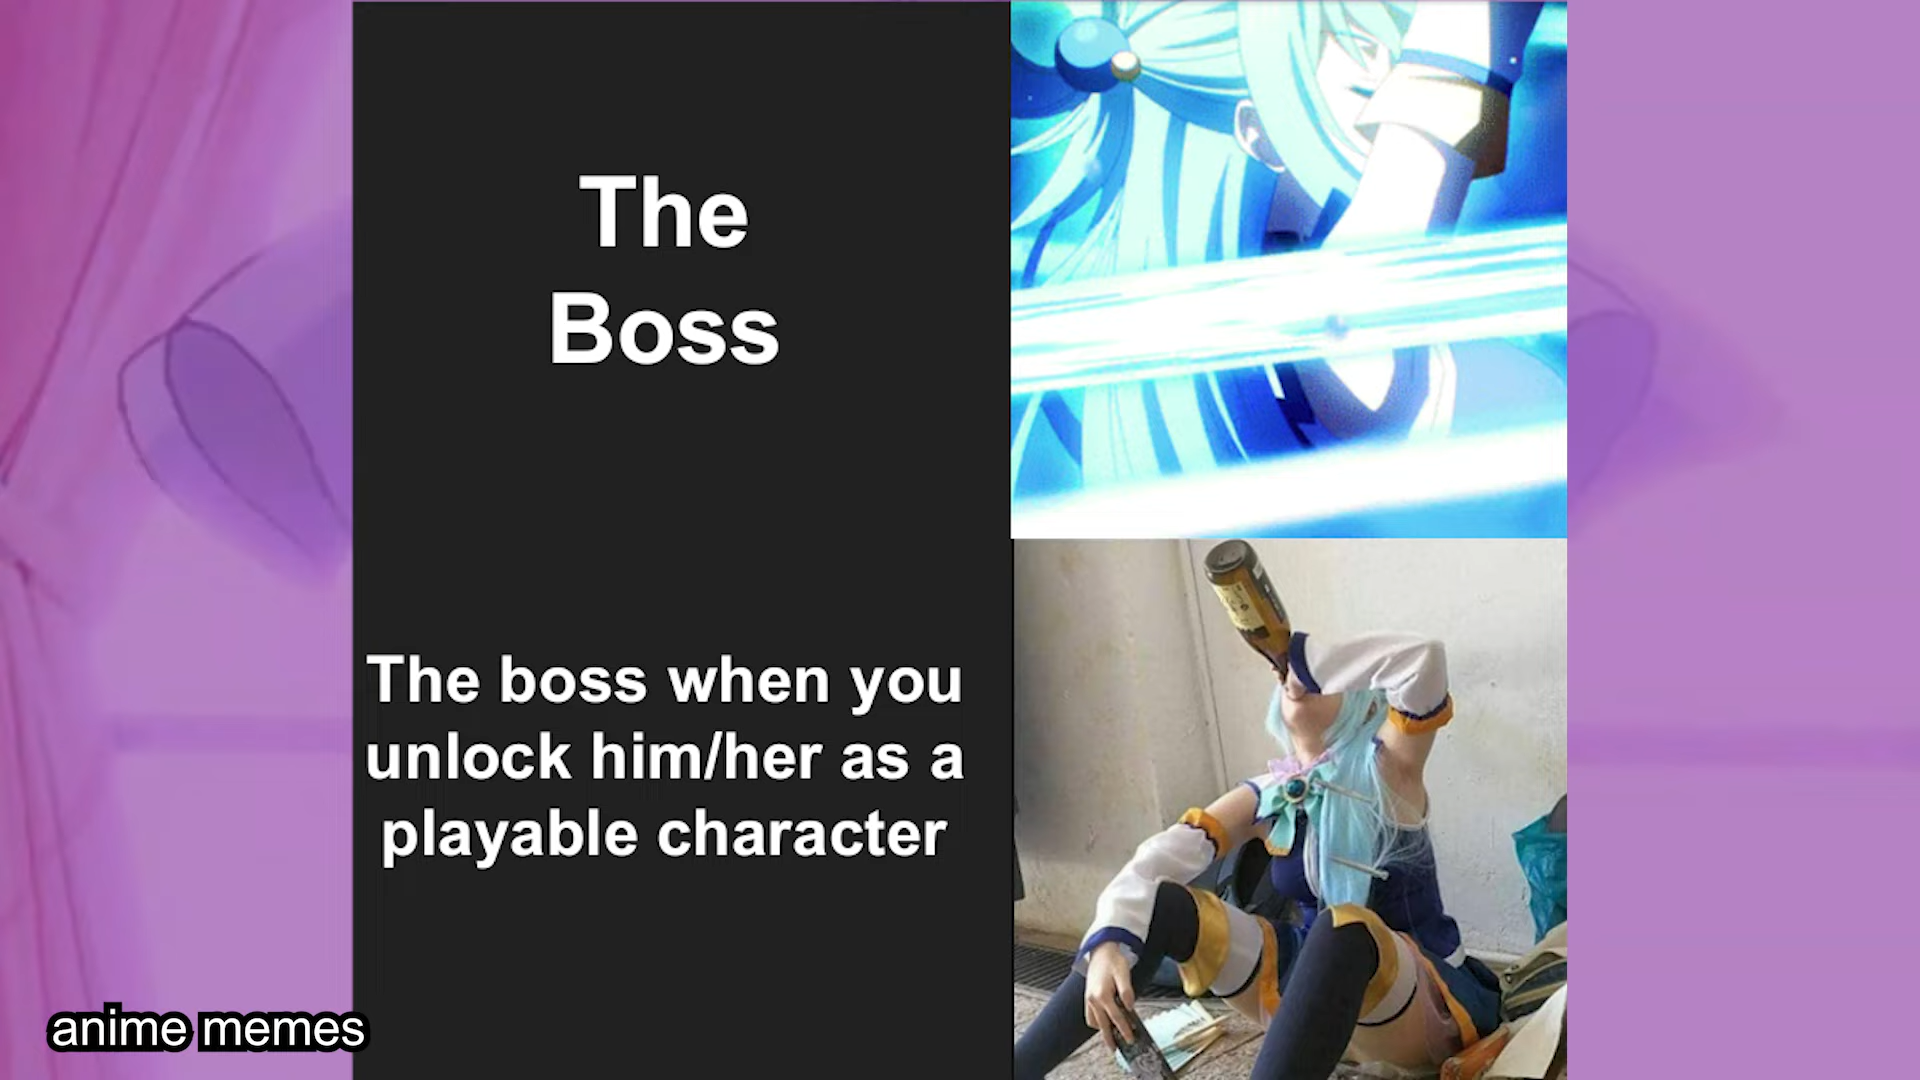 The
Boss
The boss when you
unlock him/her as a
playable character
anime memes